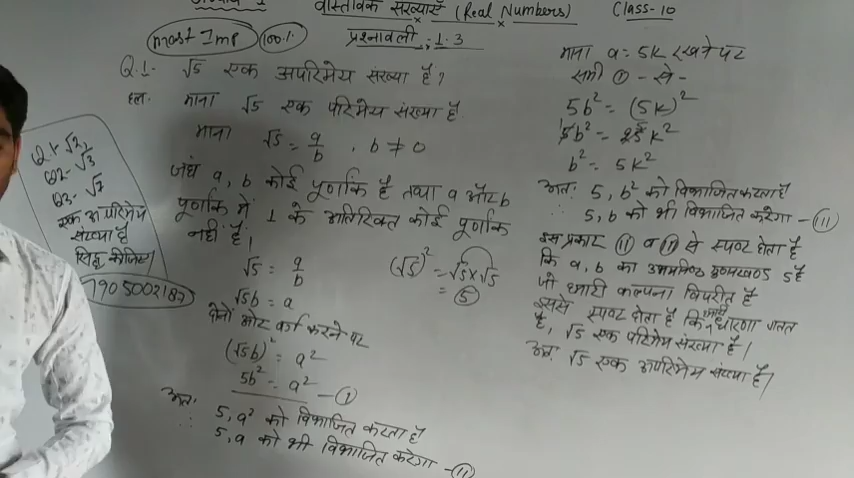 वास्तविक संख्याएँ (Real Numbers) Class-10
Most Imp 100%
प्रश्नावली :1.3
Q.1- √5 एक अपरिमेय संख्या है?
हल. माना √5 एक परिमेय संख्या है
माना √5 = a/b , b ≠ 0
जहाँ a, b कोई पूर्णांक है तथा a और b
पूर्णांक में 1 के अतिरिक्त कोई पूर्णांक
नहीं है।
√5 = a/b
(√5)² = √5×√5
= 5
√5b = a
दोनों ओर वर्ग करने पर
(√5b)² = a²
5b² = a² — (I)
अतः 5, a² को विभाजित करता है
∴ 5, a को भी विभाजित करेगा —(II)
Q.1. √2
Q2- √3
Q3- √7
एक अपरिमेय
संख्या है
सिद्ध कीजिए।
7905002187
माना a = 5K रखने पर
समी ① - से -
5b² = (5K)²
5b² = 25K²
b² = 5K²
अतः 5, b² को विभाजित करता है
∴ 5, b को भी विभाजित करेगा —(III)
इस प्रकार (II) व (III) से स्पष्ट होता है
कि a, b का गुणनखण्ड 5 है
जो हमारी कल्पना विपरीत है
इससे स्पष्ट होता है कि हमारी धारणा गलत
है, √5 एक परिमेय संख्या है।
अतः √5 एक अपरिमेय संख्या है।